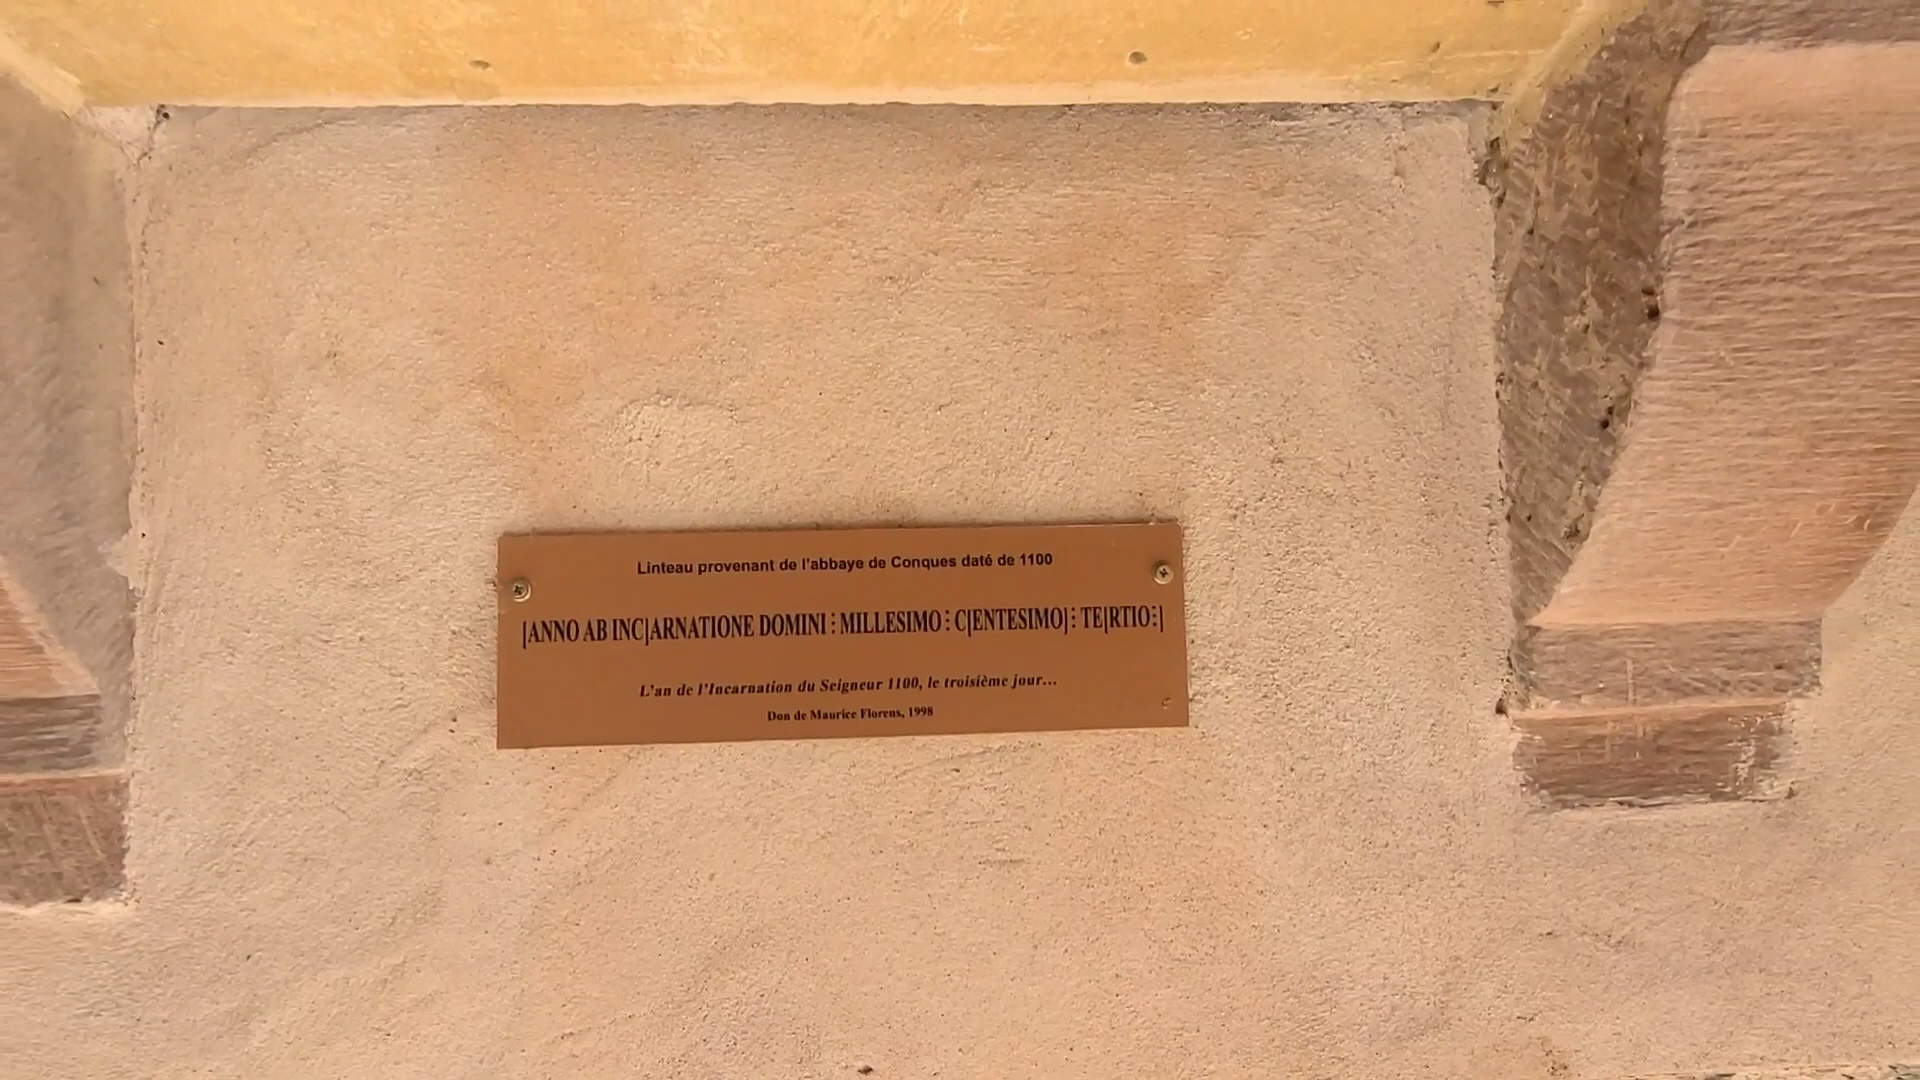 Linteau provenant de l'abbaye de Conques daté de 1100
|ANNO AB INC|ARNATIONE DOMINI ⋮ MILLESIMO ⋮ C[ENTESIMO] ⋮ TE|RTIO ⋮|
L'an de l'Incarnation du Seigneur 1100, le troisième jour...
Don de Maurice Florens, 1998